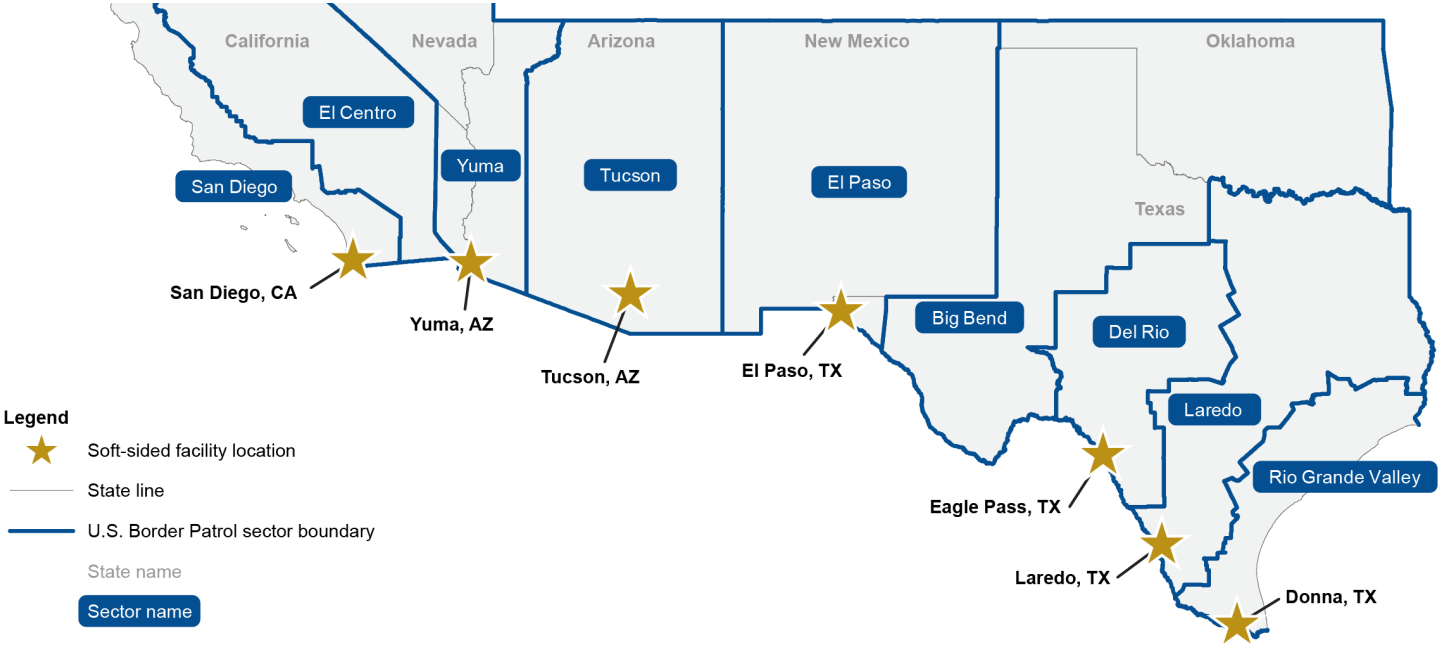 California
Nevada
Arizona
New Mexico
Oklahoma
El Centro
Yuma
Tucson
El Paso
San Diego
Texas
San Diego, CA
Yuma, AZ
Big Bend
Del Rio
Tucson, AZ
El Paso, TX
Laredo
Legend
Soft-sided facility location
Rio Grande Valley
State line
Eagle Pass, TX
U.S. Border Patrol sector boundary
State name
Laredo, TX
Donna, TX
Sector name